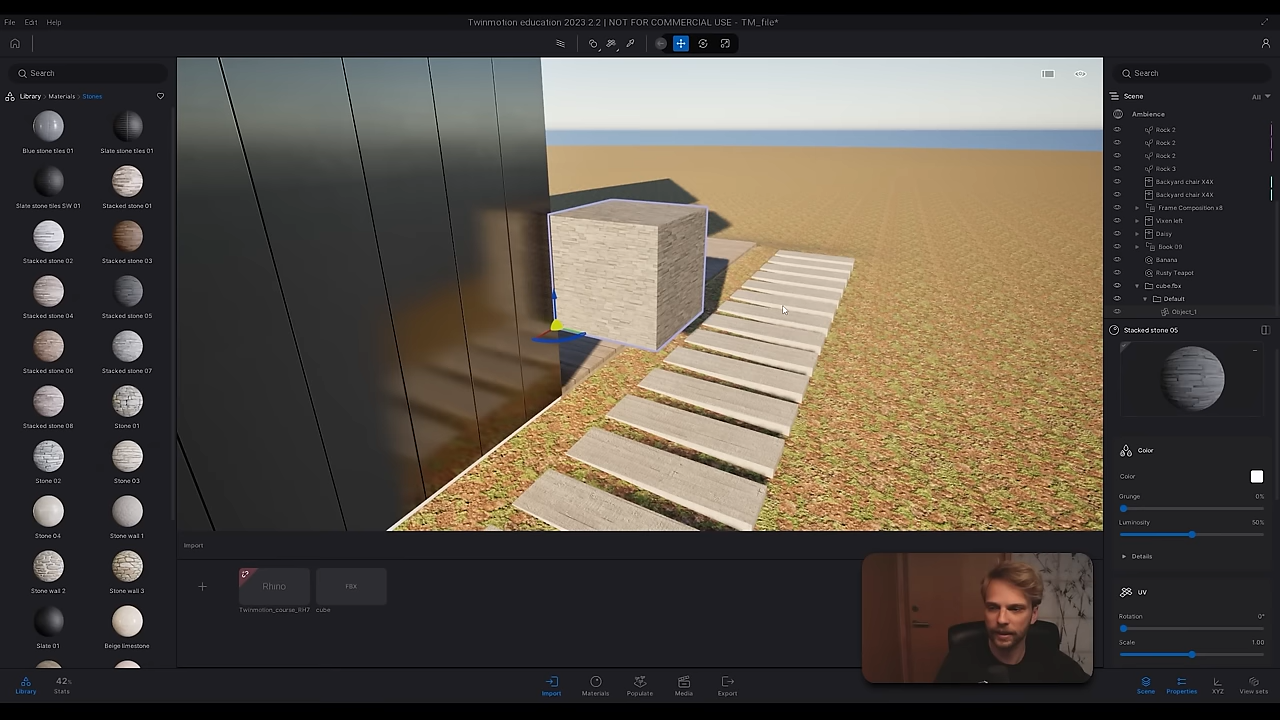 File Edit Help
Twinmotion education 2023.2.2 | NOT FOR COMMERCIAL USE - TM_file*
Search
Library > Materials > Stones
Blue stone tiles 01
Slate stone tiles 01
Slate stone tiles SW 01
Stacked stone 01
Stacked stone 02
Stacked stone 03
Stacked stone 04
Stacked stone 05
Stacked stone 06
Stacked stone 07
Stacked stone 08
Stone 01
Stone 02
Stone 03
Stone 04
Stone wall 1
Stone wall 2
Stone wall 3
Slate 01
Beige limestone
Library
42%
Stats
Import
Rhino
Twinmotion_course_RH7
FBX
cube
Import
Materials
Populate
Media
Export
Search
Scene
All
Ambience
Rock 2
Rock 2
Rock 2
Rock 3
Backyard chair X4X
Backyard chair X4X
Frame Composition x8
Vixen left
Daisy
Book 09
Banana
Rusty Teapot
cube.fbx
Default
Object_1
Stacked stone 05
Color
Color
Grunge 0%
Luminosity 50%
Details
UV
Rotation 0°
Scale 1.00
Scene
Properties
XYZ
View sets